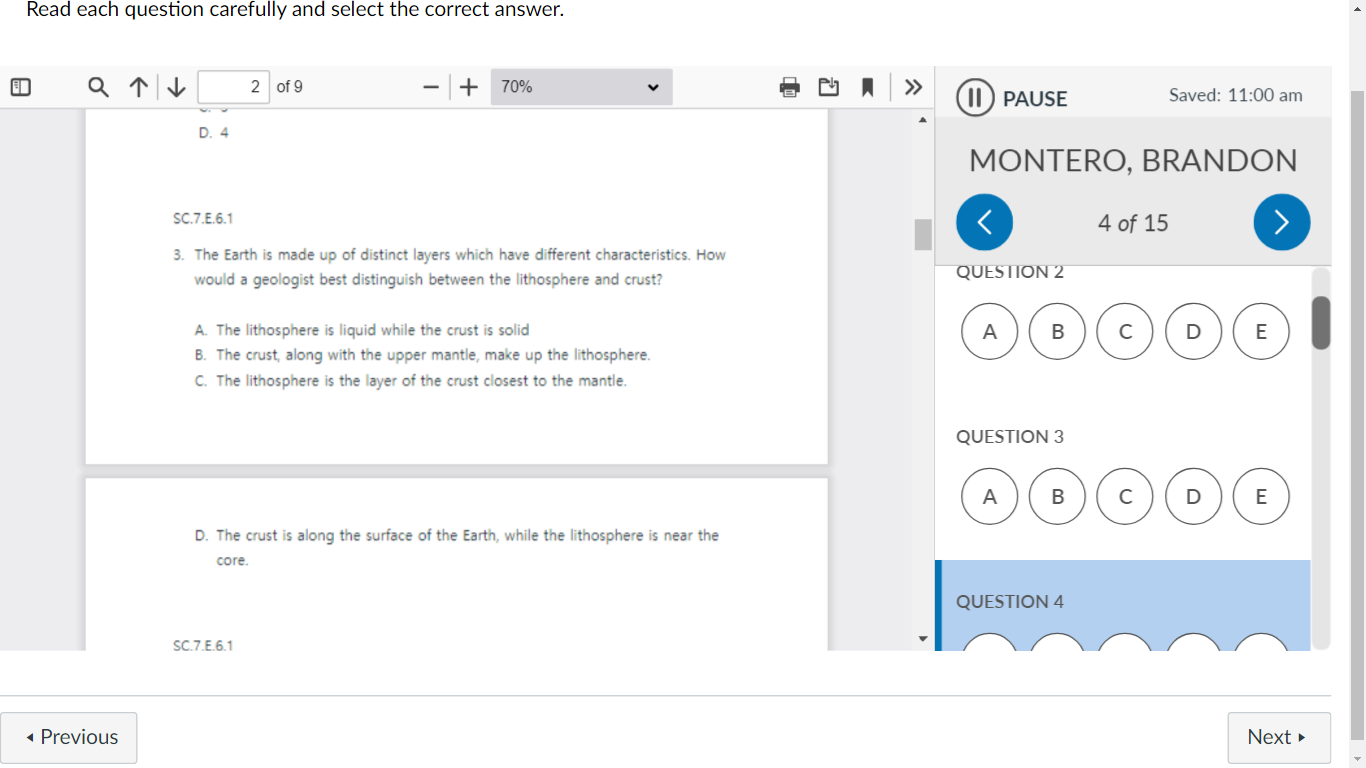 Read each question carefully and select the correct answer.
2 of 9
70%
PAUSE
Saved: 11:00 am
MONTERO, BRANDON
4 of 15
D. 4
SC.7.E.6.1
3. The Earth is made up of distinct layers which have different characteristics. How
would a geologist best distinguish between the lithosphere and crust?
A. The lithosphere is liquid while the crust is solid
B. The crust, along with the upper mantle, make up the lithosphere.
C. The lithosphere is the layer of the crust closest to the mantle.
D. The crust is along the surface of the Earth, while the lithosphere is near the
core.
SC.7.E.6.1
QUESTION 2
A B C D E
QUESTION 3
A B C D E
QUESTION 4
Previous
Next